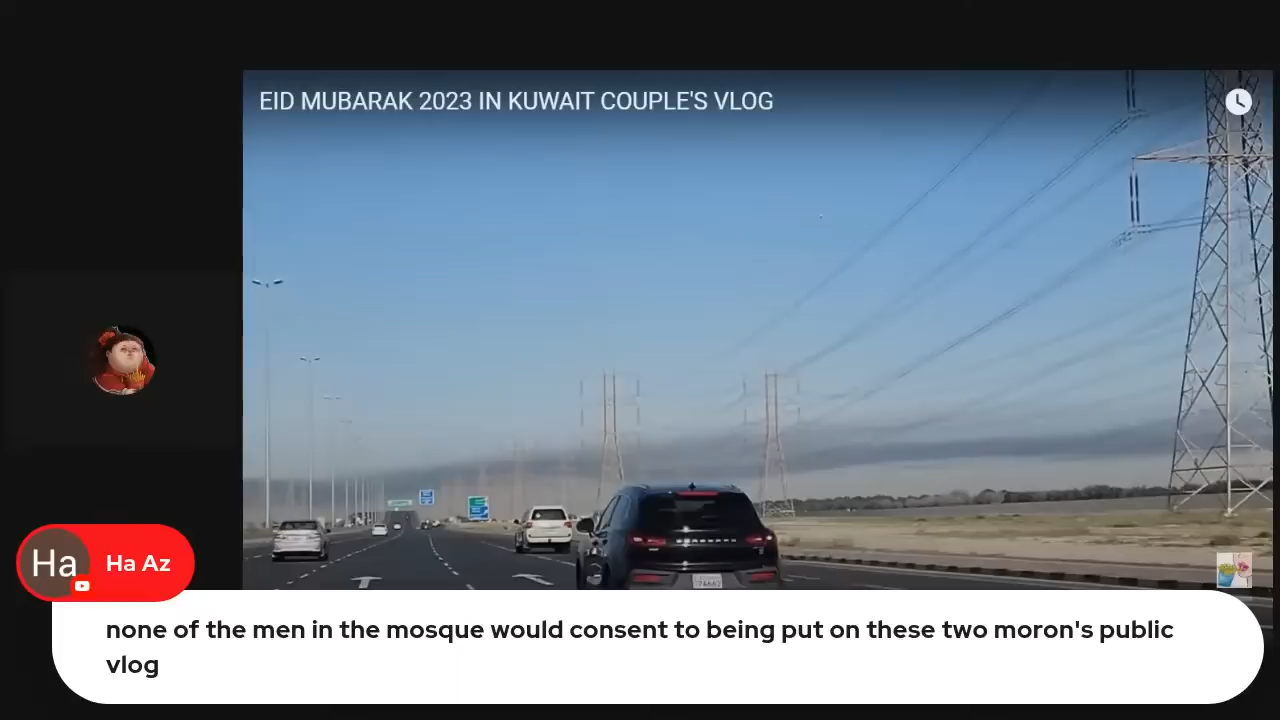 EID MUBARAK 2023 IN KUWAIT COUPLE'S VLOG
Ha
Ha Az
none of the men in the mosque would consent to being put on these two moron's public
vlog